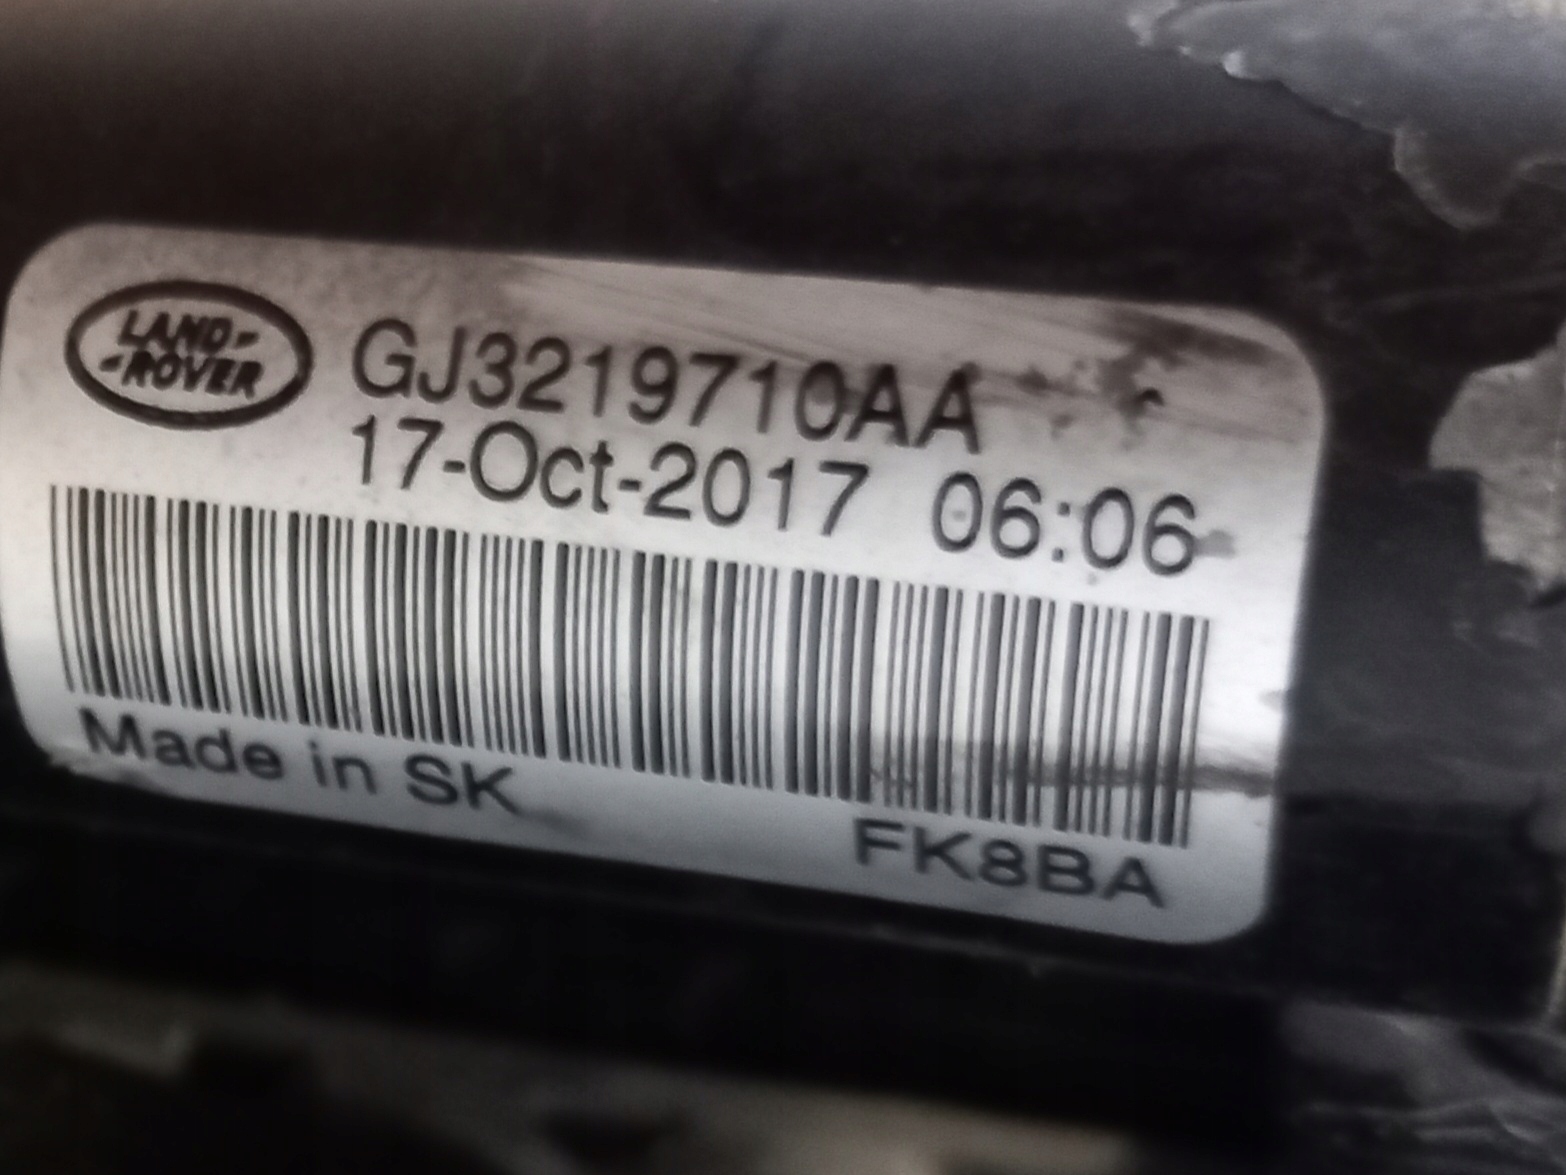 LAND-
-ROVER
GJ3219710AA
17-Oct-2017 06:06
Made in SK
FK8BA